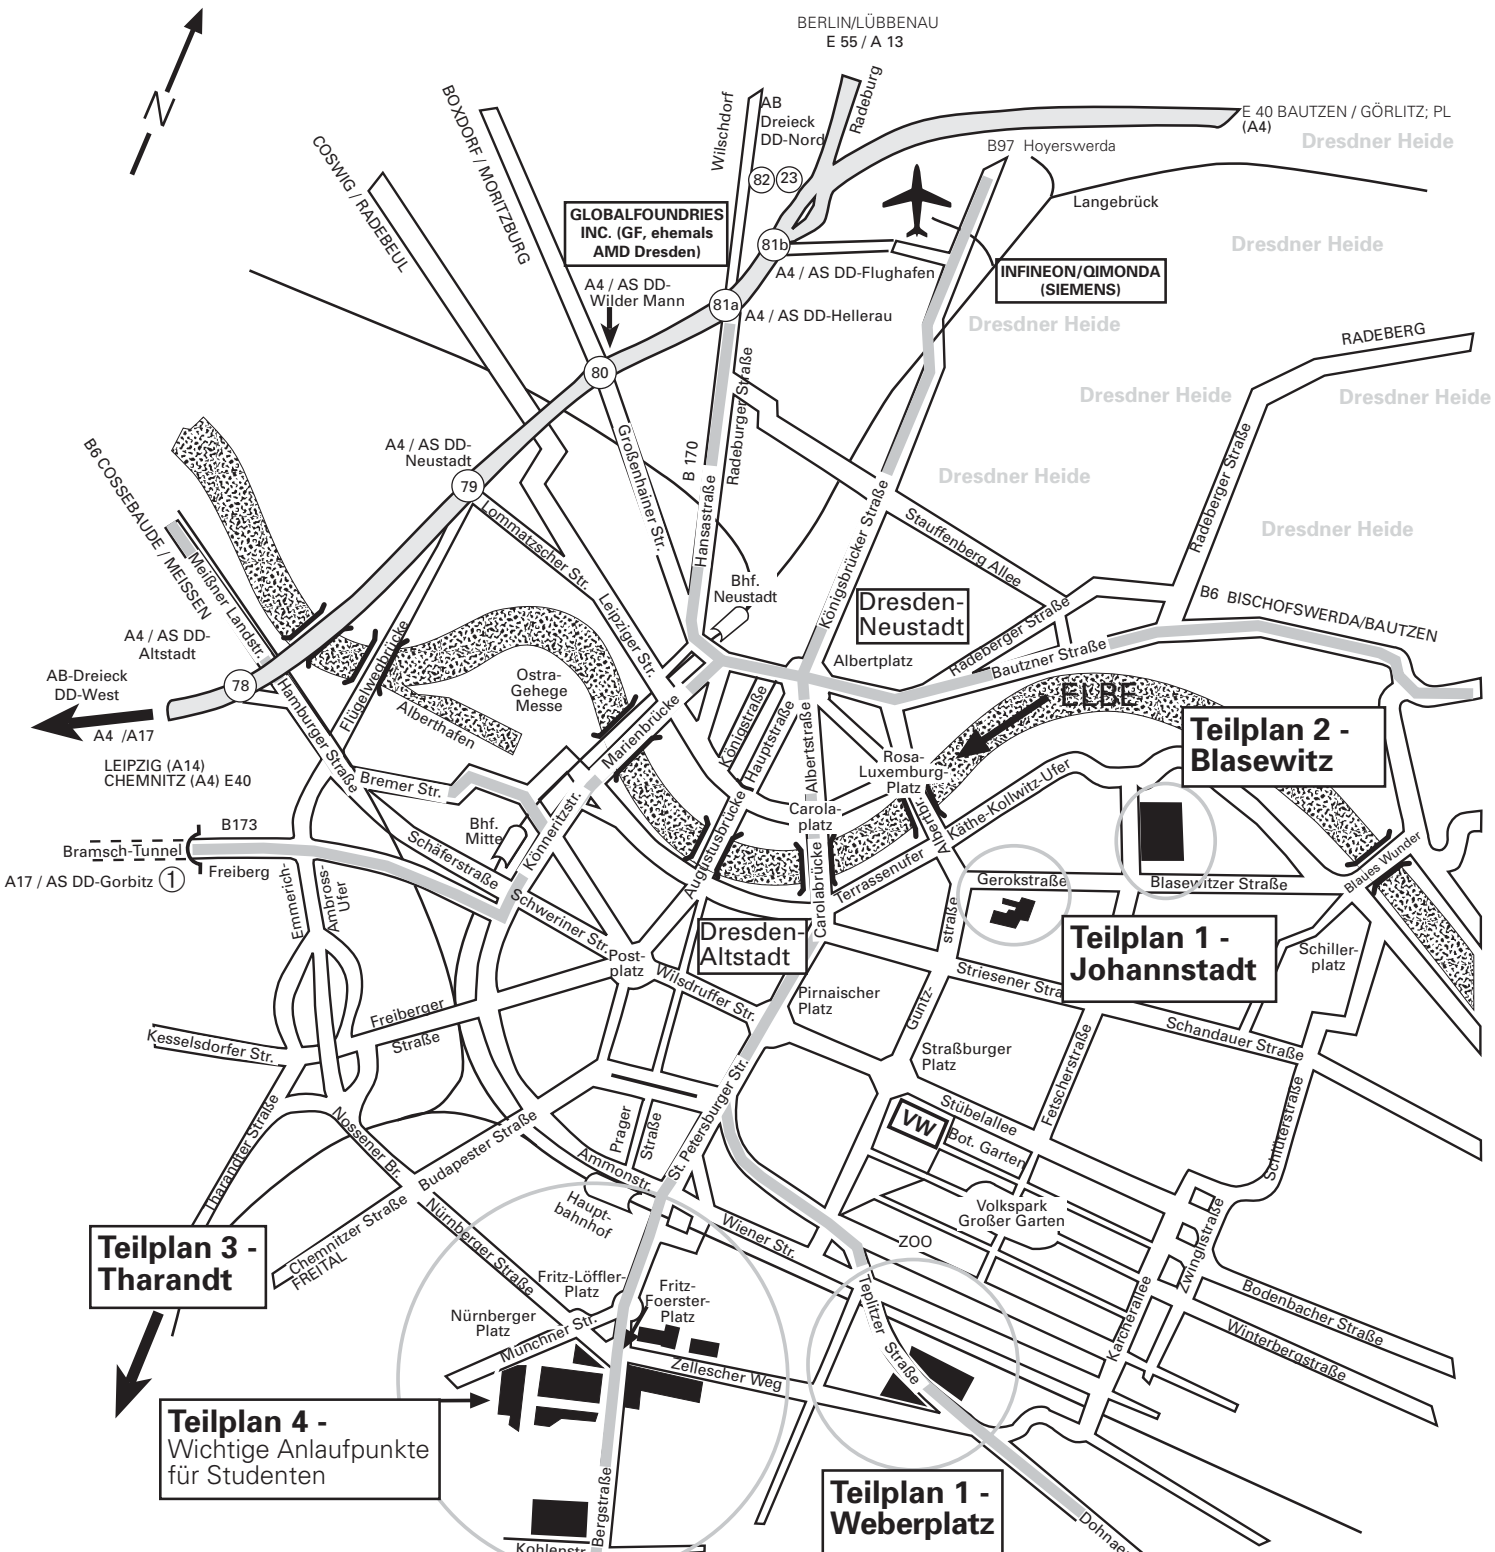 BERLIN/LÜBBENAU
E 55 / A 13
N
COSWIG / RADEBEUL
BOXDORF / MORITZBURG
Wilschdorf
AB
Dreieck
DD-Nord
82
23
Radeburg
E 40 BAUTZEN / GÖRLITZ; PL
(A4)
Dresdner Heide
B97 Hoyerswerda
Langebrück
Dresdner Heide
GLOBALFOUNDRIES
INC. (GF, ehemals
AMD Dresden)
81b
A4 / AS DD-Flughafen
INFINEON/QIMONDA
(SIEMENS)
A4 / AS DD-
Wilder Mann
81a
A4 / AS DD-Hellerau
Dresdner Heide
RADEBERG
80
Dresdner Heide
Dresdner Heide
B6 COSSEBAUDE / MEISSEN
A4 / AS DD-
Neustadt
79
Großenhainer Str.
B 170
Radeburger Straße
Hansastraße
Dresdner Heide
Radeberger Straße
Dresdner Heide
Meißner Landstr.
Lommatzscher Str.
Leipziger Str.
Königsbrücker Straße
Stauffenberg Allee
Bhf.
Neustadt
Dresden-
Neustadt
B6 BISCHOFSWERDA/BAUTZEN
Radeberger Straße
Bautzner Straße
Albertplatz
A4 / AS DD-
Altstadt
AB-Dreieck
DD-West
78
A4 /A17
LEIPZIG (A14)
CHEMNITZ (A4) E40
Hamburger Straße
Flügelwegbrücke
Alberthafen
Ostra-
Gehege
Messe
Marienbrücke
Königstraße
Hauptstraße
Albertstraße
ELBE
Teilplan 2 -
Blasewitz
Rosa-
Luxemburg-
Platz
Bremer Str.
Carola-
platz
Albertbr.
Käthe-Kollwitz-Ufer
B173
Bramsch-Tunnel
Freiberg
A17 / AS DD-Gorbitz
1
Bhf.
Mitte
Könneritzstr.
Schäferstraße
Augustusbrücke
Carolabrücke
Terrassenufer
Gerokstraße
Blasewitzer Straße
Blaues Wunder
Emmerich-
Ambross-
Ufer
Schweriner Str.
Post-
platz
Dresden-
Altstadt
straße
Teilplan 1 -
Johannstadt
Schiller-
platz
Wilsdruffer Str.
Pirnaischer
Platz
Striesener Stra
Güntz-
Schandauer Straße
Freiberger
Straße
Kesselsdorfer Str.
Straßburger
Platz
Fetscherstraße
Schlüterstraße
Tharandter Straße
Nossener Br.
Budapester Straße
Prager
Straße
St. Petersburger Str.
VW
Stübelallee
Bot. Garten
Ammonstr.
Haupt-
bahnhof
Volkspark
Großer Garten
ZOO
Zwinglistraße
Chemnitzer Straße
FREITAL
Nürnberger Straße
Wiener Str.
Teilplan 3 -
Tharandt
Fritz-Löffler-
Platz
Fritz-
Foerster-
Platz
Nürnberger
Platz
Münchner Str.
Teplitzer Straße
Karcherallee
Bodenbacher Straße
Winterbergstraße
Zellescher Weg
Teilplan 4 -
Wichtige Anlaufpunkte
für Studenten
Bergstraße
Kohlenstr.
Teilplan 1 -
Weberplatz